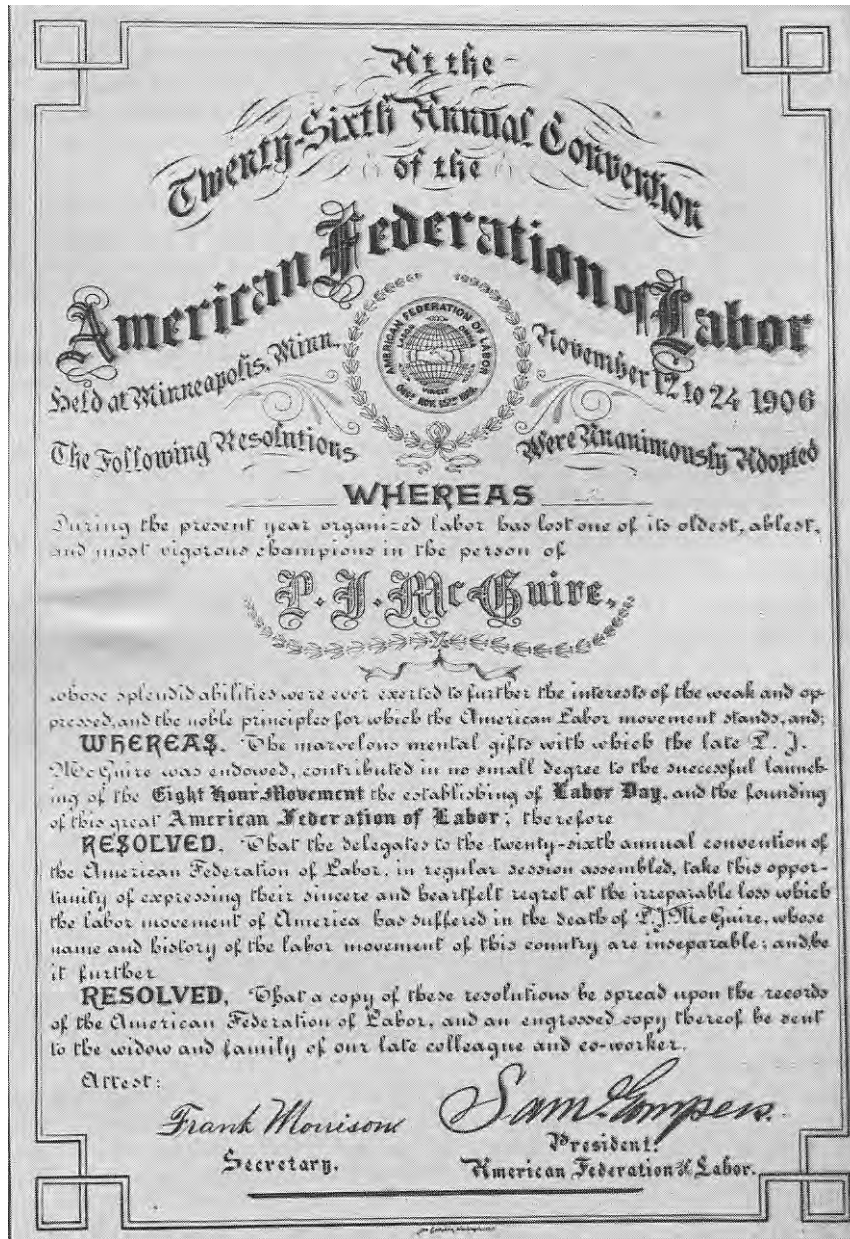 At the
Twenty-Sixth Annual Convention
of the
American Federation of Labor
Held at Minneapolis, Minn.,
November 12 to 24 1906
AMERICAN FEDERATION OF LABOR
The Following Resolutions
Were Unanimously Adopted
WHEREAS
During the present year organized labor has lost one of its oldest, ablest,
and most vigorous champions in the person of
P. J. McGuire,
whose splendid abilities were ever exerted to further the interests of the weak and op-
pressed, and the noble principles for which the American Labor movement stands, and;
WHEREAS. The marvelous mental gifts with which the late P. J.
McGuire was endowed, contributed in no small degree to the successful launch-
ing of the Eight Hour Movement the establishing of Labor Day, and the founding
of this great American Federation of Labor; therefore
RESOLVED. That the delegates to the twenty-sixth annual convention of
the American Federation of Labor, in regular session assembled, take this oppor-
tunity of expressing their sincere and heartfelt regret at the irreparable loss which
the labor movement of America has suffered in the death of P. J. McGuire, whose
name and history of the labor movement of this country are inseparable; and, be
it further
RESOLVED, That a copy of these resolutions be spread upon the records
of the American Federation of Labor, and an engrossed copy thereof be sent
to the widow and family of our late colleague and co-worker.
Attest:
Frank Morrison
Secretary.
Sam'l Gompers.
President.
American Federation of Labor.